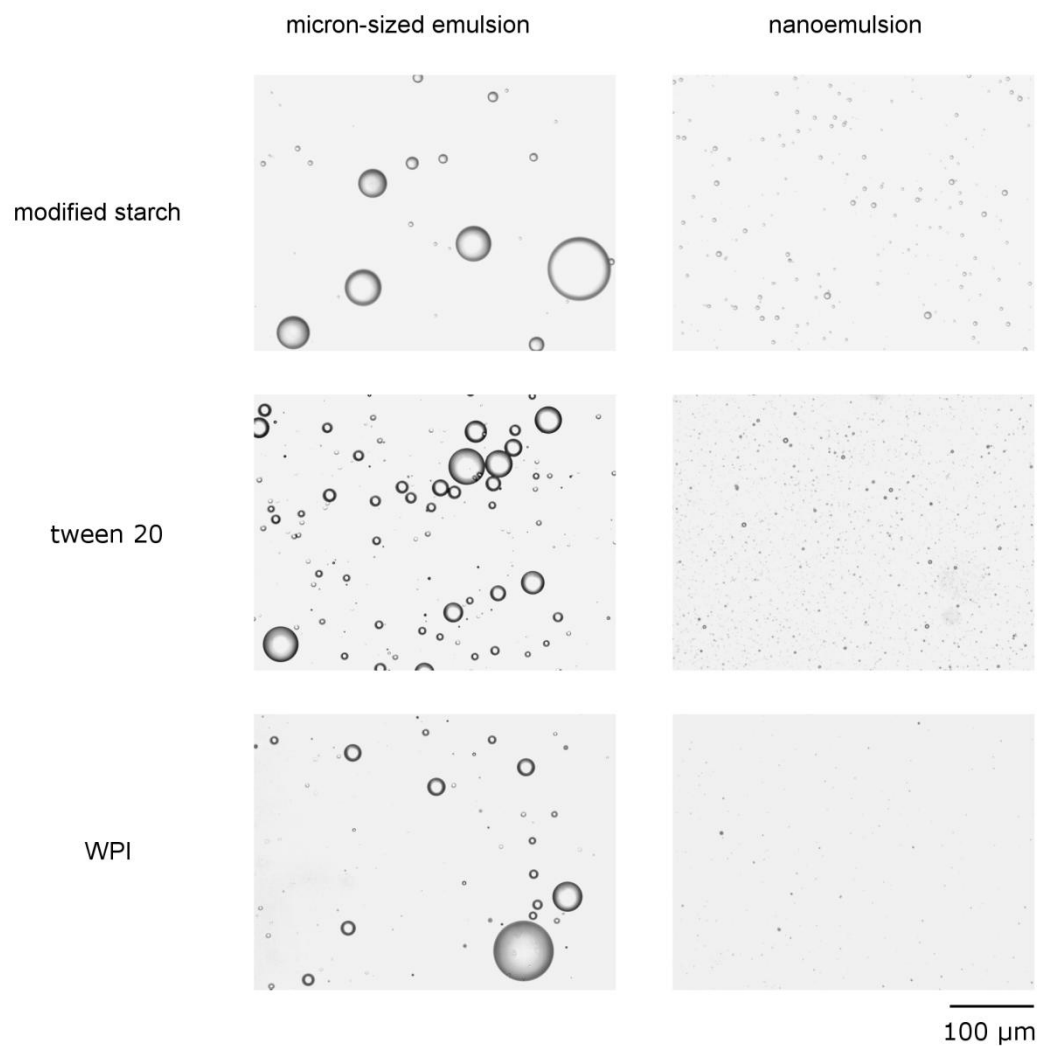 micron-sized emulsion
nanoemulsion
modified starch
tween 20
WPI
100 µm